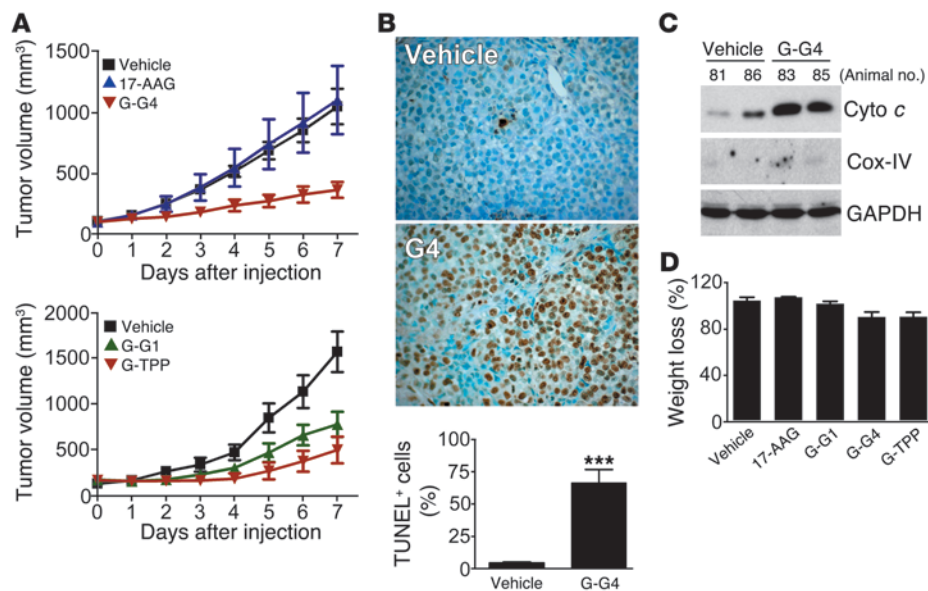 A
Tumor volume (mm³)
1500
1000
500
0
Vehicle
17-AAG
G-G4
0 1 2 3 4 5 6 7
Days after injection
Tumor volume (mm³)
2000
1500
1000
500
0
Vehicle
G-G1
G-TPP
0 1 2 3 4 5 6 7
Days after injection
B
Vehicle
G4
TUNEL⁺ cells
(%)
100
75
50
25
0
***
Vehicle G-G4
C
Vehicle G-G4
81 86 83 85 (Animal no.)
Cyto c
Cox-IV
GAPDH
D
Weight loss (%)
120
80
40
0
Vehicle
17-AAG
G-G1
G-G4
G-TPP